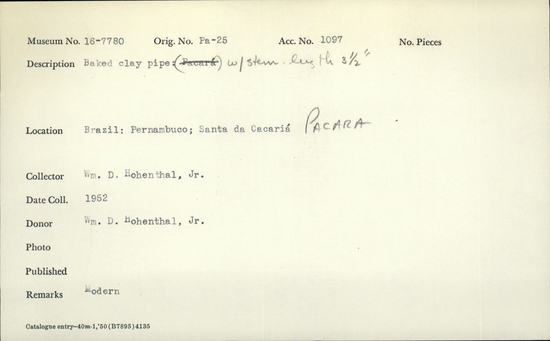 Museum No. 16-7780 Orig. No. Pa-25 Acc. No. 1097 No. Pieces
Description Baked clay pipe: (Pacará) w/stem. length 3½"
Location Brazil: Pernambuco; Santa da Cacariá PACARA
Collector Wm. D. Hohenthal, Jr.
Date Coll. 1952
Donor Wm. D. Hohenthal, Jr.
Photo
Published
Remarks Modern
Catalogue entry—40m-1,'50 (B7895) 4135